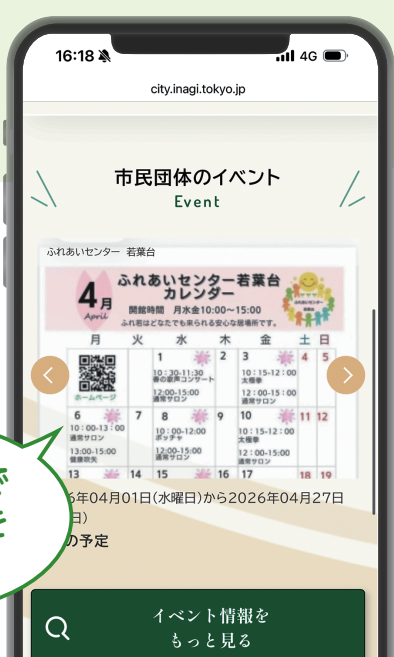 16:18
4G
city.inagi.tokyo.jp
市民団体のイベント
Event
ふれあいセンター 若葉台
4月
April
ふれあいセンター若葉台
カレンダー
開館時間 月水金10:00～15:00
ふれ若はどなたでも来られる安心な居場所です。
月 火 水 木 金 土 日
ホームページ
1 2 3 4 5
10:30-11:30
春の歌声コンサート
12:00-15:00
通常サロン
10:15-12:00
太極拳
12:00-15:00
通常サロン
6 7 8 9 10 11 12
10:00-13:00
通常サロン
13:00-15:00
健康吹矢
10:00-12:00
ボッチャ
12:00-15:00
通常サロン
10:15-12:00
太極拳
12:00-15:00
通常サロン
13 14 15 16 17 18 19
で
を
6年04月01日(水曜日)から2026年04月27日
日)
の予定
イベント情報を
もっと見る